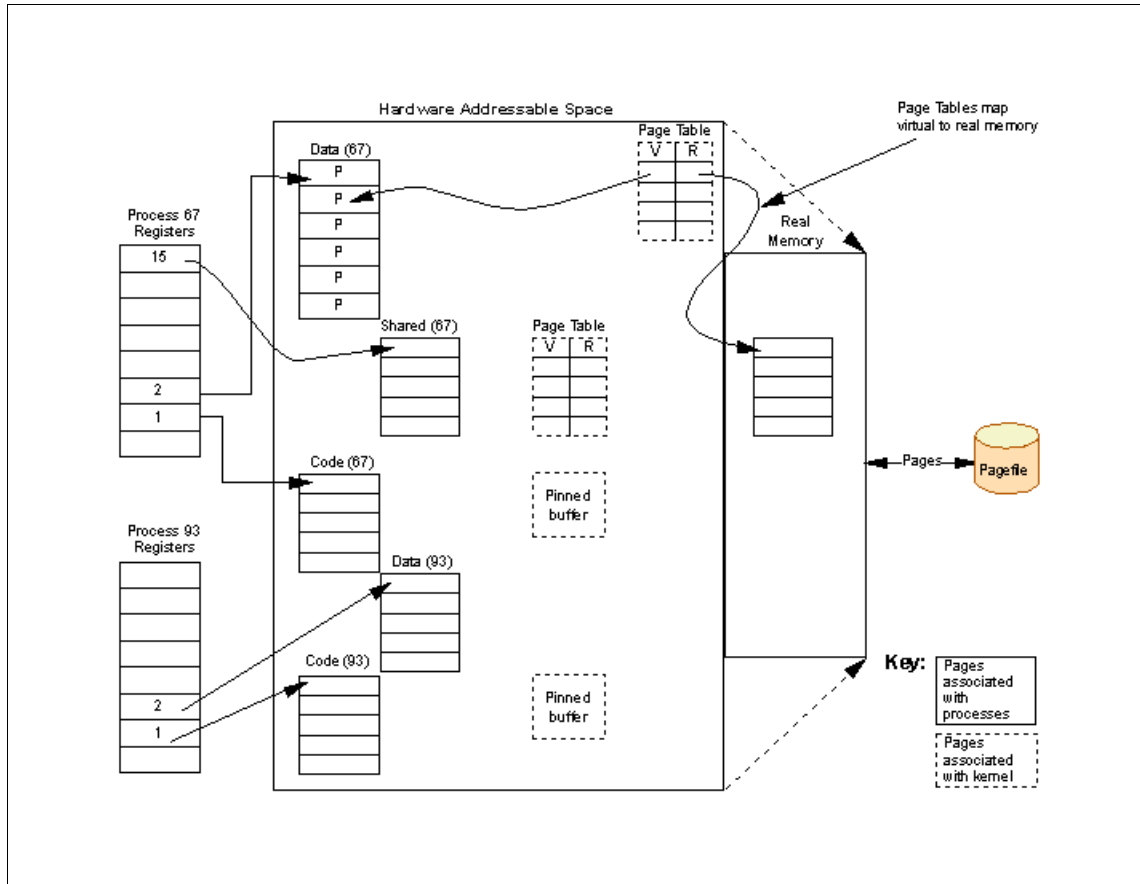 Hardware Addressable Space
Page Tables map
virtual to real memory
Page Table
V R
Data (67)
P
P
P
P
P
P
Process 67
Registers
15
2
1
Real
Memory
Shared (67)
Page Table
V R
Code (67)
Pinned
buffer
Pages
Pagefile
Process 93
Registers
2
1
Data (93)
Code (93)
Pinned
buffer
Key:
Pages
associated
with
processes
Pages
associated
with kernel